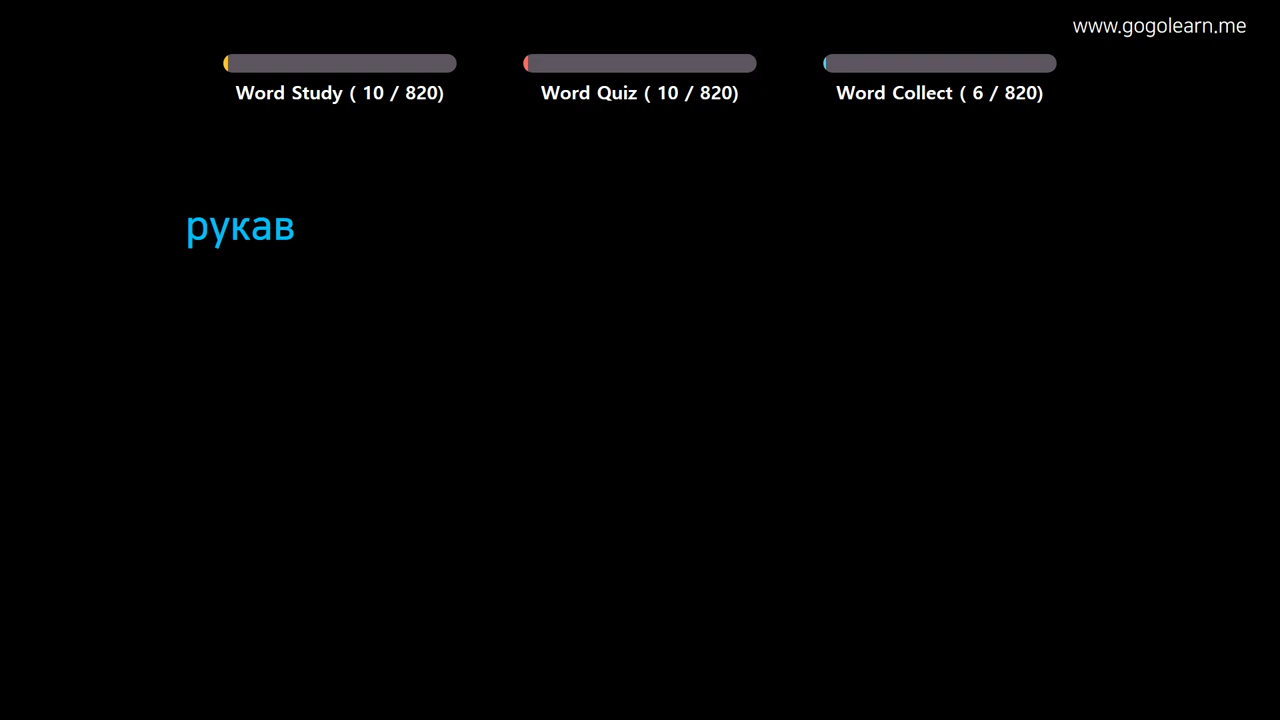 www.gogolearn.me
Word Study ( 10 / 820)
Word Quiz ( 10 / 820)
Word Collect ( 6 / 820)
рукав